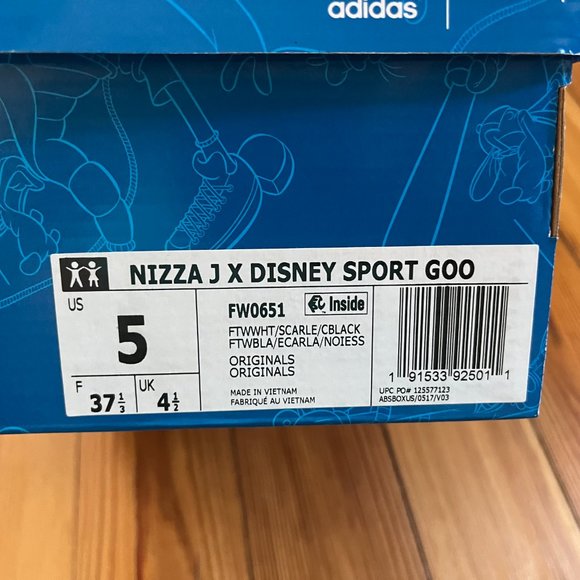 adidas
NIZZA J X DISNEY SPORT GOO
US
5
F
37 1/3
UK
4 1/2
FW0651
Inside
FTWWHT/SCARLE/CBLACK
FTWBLA/ECARLA/NOIESS
ORIGINALS
ORIGINALS
MADE IN VIETNAM
FABRIQUÉ AU VIETNAM
1 91533 92501 1
UPC PO# 125577123
ABSBOXUS/0517/V03